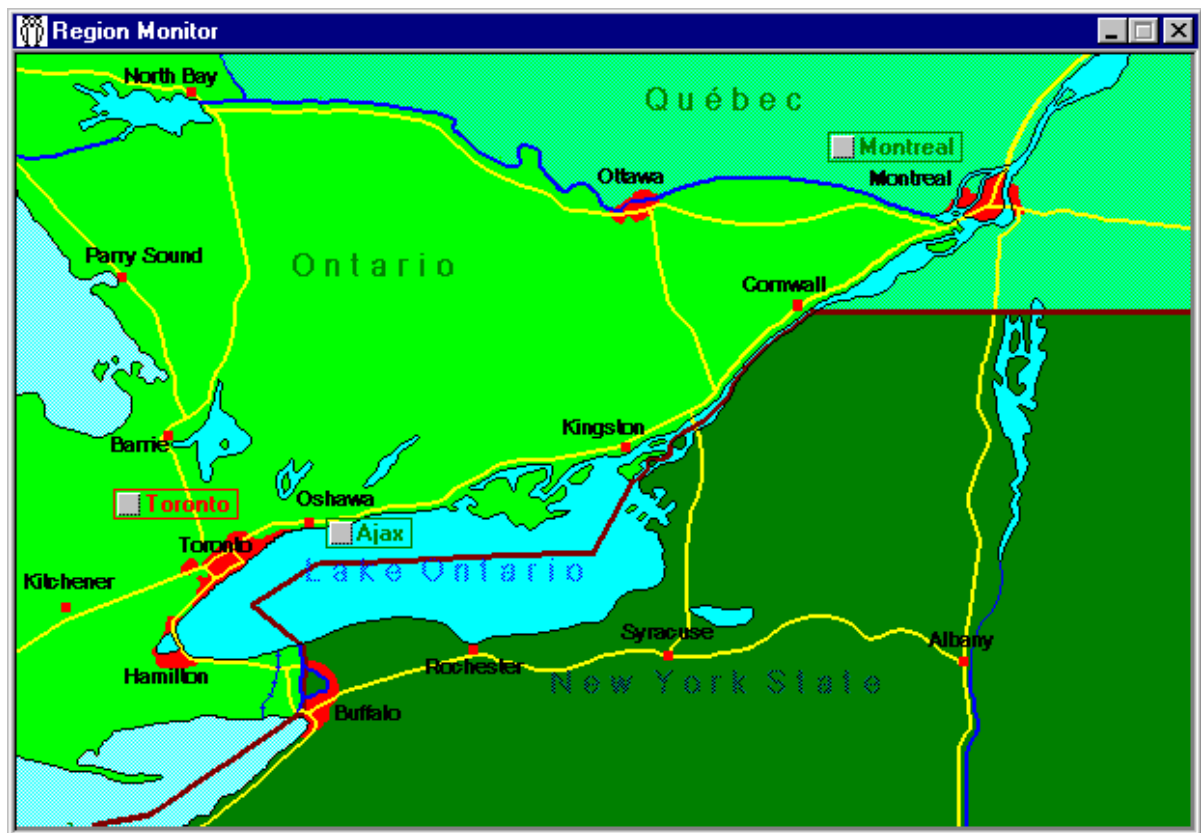 Region Monitor
North Bay
Québec
Montreal
Ottawa
Montreal
Parry Sound
Ontario
Cornwall
Kingston
Barrie
Toronto
Oshawa
Ajax
Toronto
Lake Ontario
Kitchener
Syracuse
Albany
Rochester
Hamilton
New York State
Buffalo